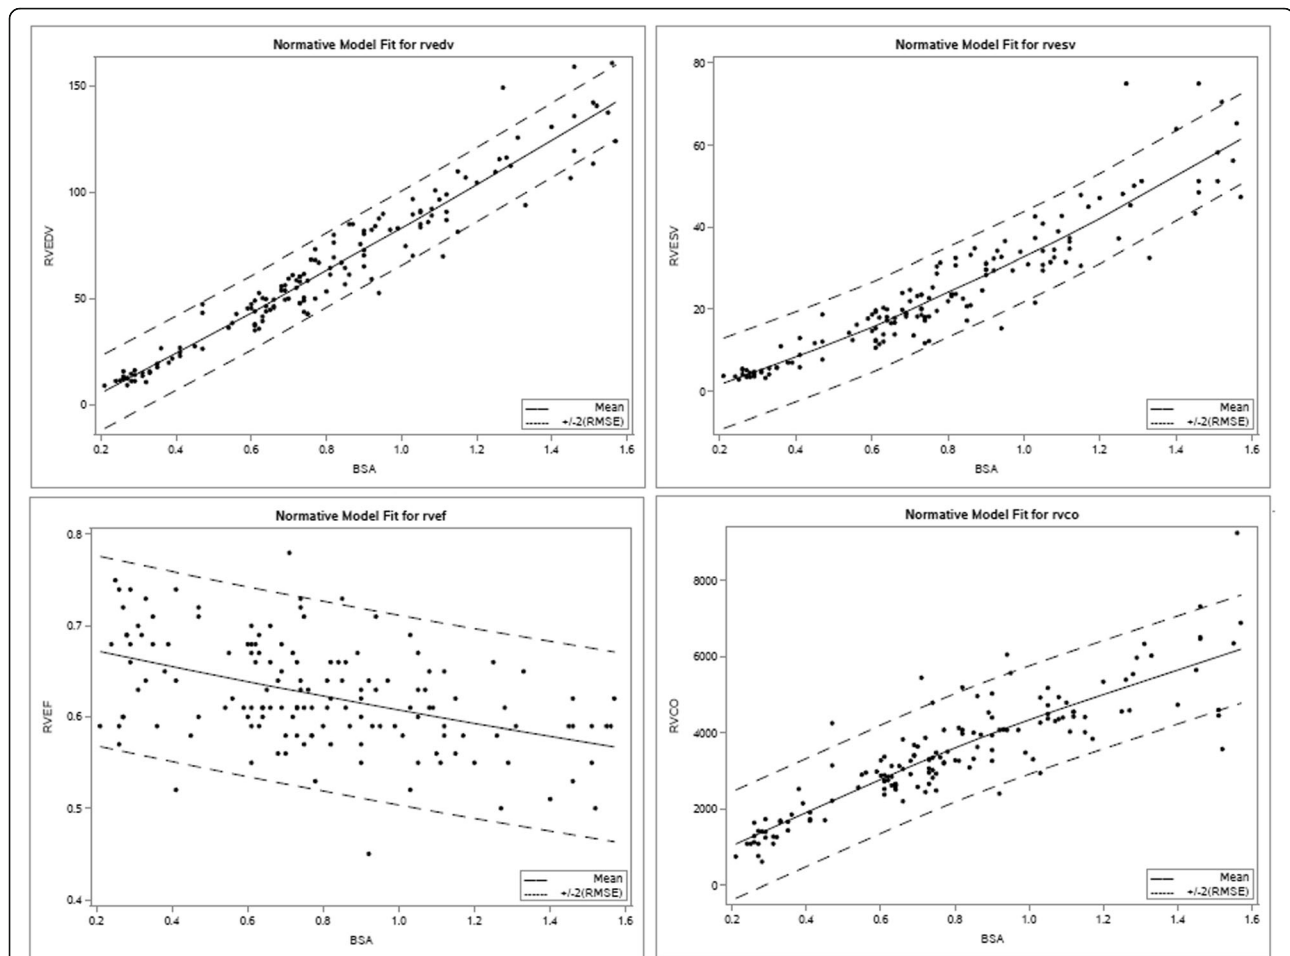 Normative Model Fit for rvedv
150
100
50
0
RVEDV
Mean
+/-2(RMSE)
0.2 0.4 0.6 0.8 1.0 1.2 1.4 1.6
BSA
Normative Model Fit for rvesv
80
60
40
20
0
RVESV
Mean
+/-2(RMSE)
0.2 0.4 0.6 0.8 1.0 1.2 1.4 1.6
BSA
Normative Model Fit for rvef
0.8
0.7
0.6
0.5
0.4
RVEF
Mean
+/-2(RMSE)
0.2 0.4 0.6 0.8 1.0 1.2 1.4 1.6
BSA
Normative Model Fit for rvco
8000
6000
4000
2000
0
RVCO
Mean
+/-2(RMSE)
0.2 0.4 0.6 0.8 1.0 1.2 1.4 1.6
BSA